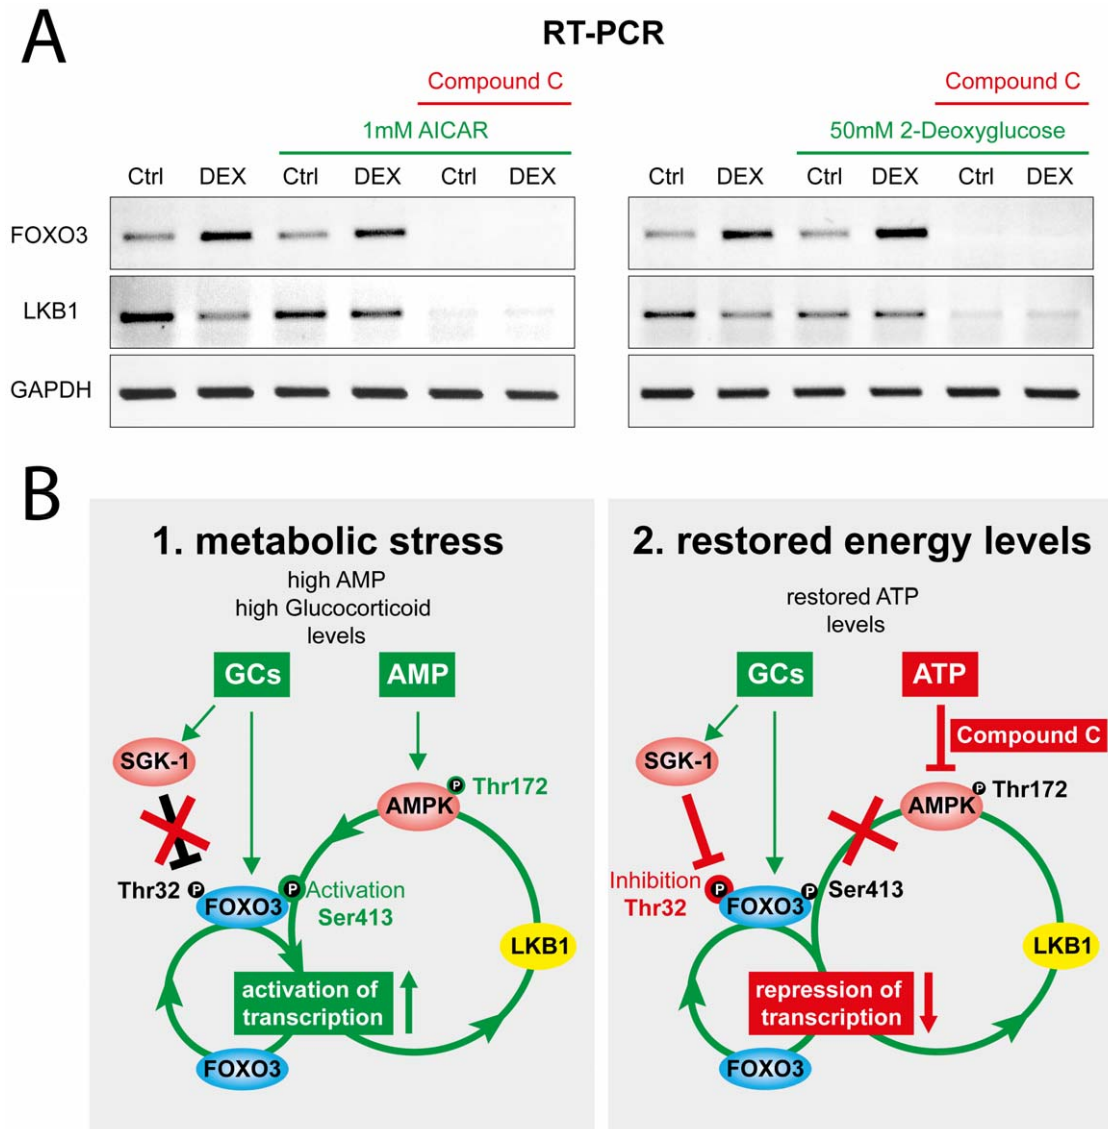 A
RT-PCR
Compound C
Compound C
1mM AICAR
50mM 2-Deoxyglucose
Ctrl DEX Ctrl DEX Ctrl DEX
Ctrl DEX Ctrl DEX Ctrl DEX
FOXO3
LKB1
GAPDH
B
1. metabolic stress
high AMP
high Glucocorticoid
levels
GCs
AMP
SGK-1
P
Thr172
AMPK
Thr32
P
FOXO3
P
Activation
Ser413
LKB1
activation of
transcription
FOXO3
2. restored energy levels
restored ATP
levels
GCs
ATP
Compound C
SGK-1
P
Thr172
AMPK
Inhibition
Thr32
P
FOXO3
P
Ser413
LKB1
repression of
transcription
FOXO3